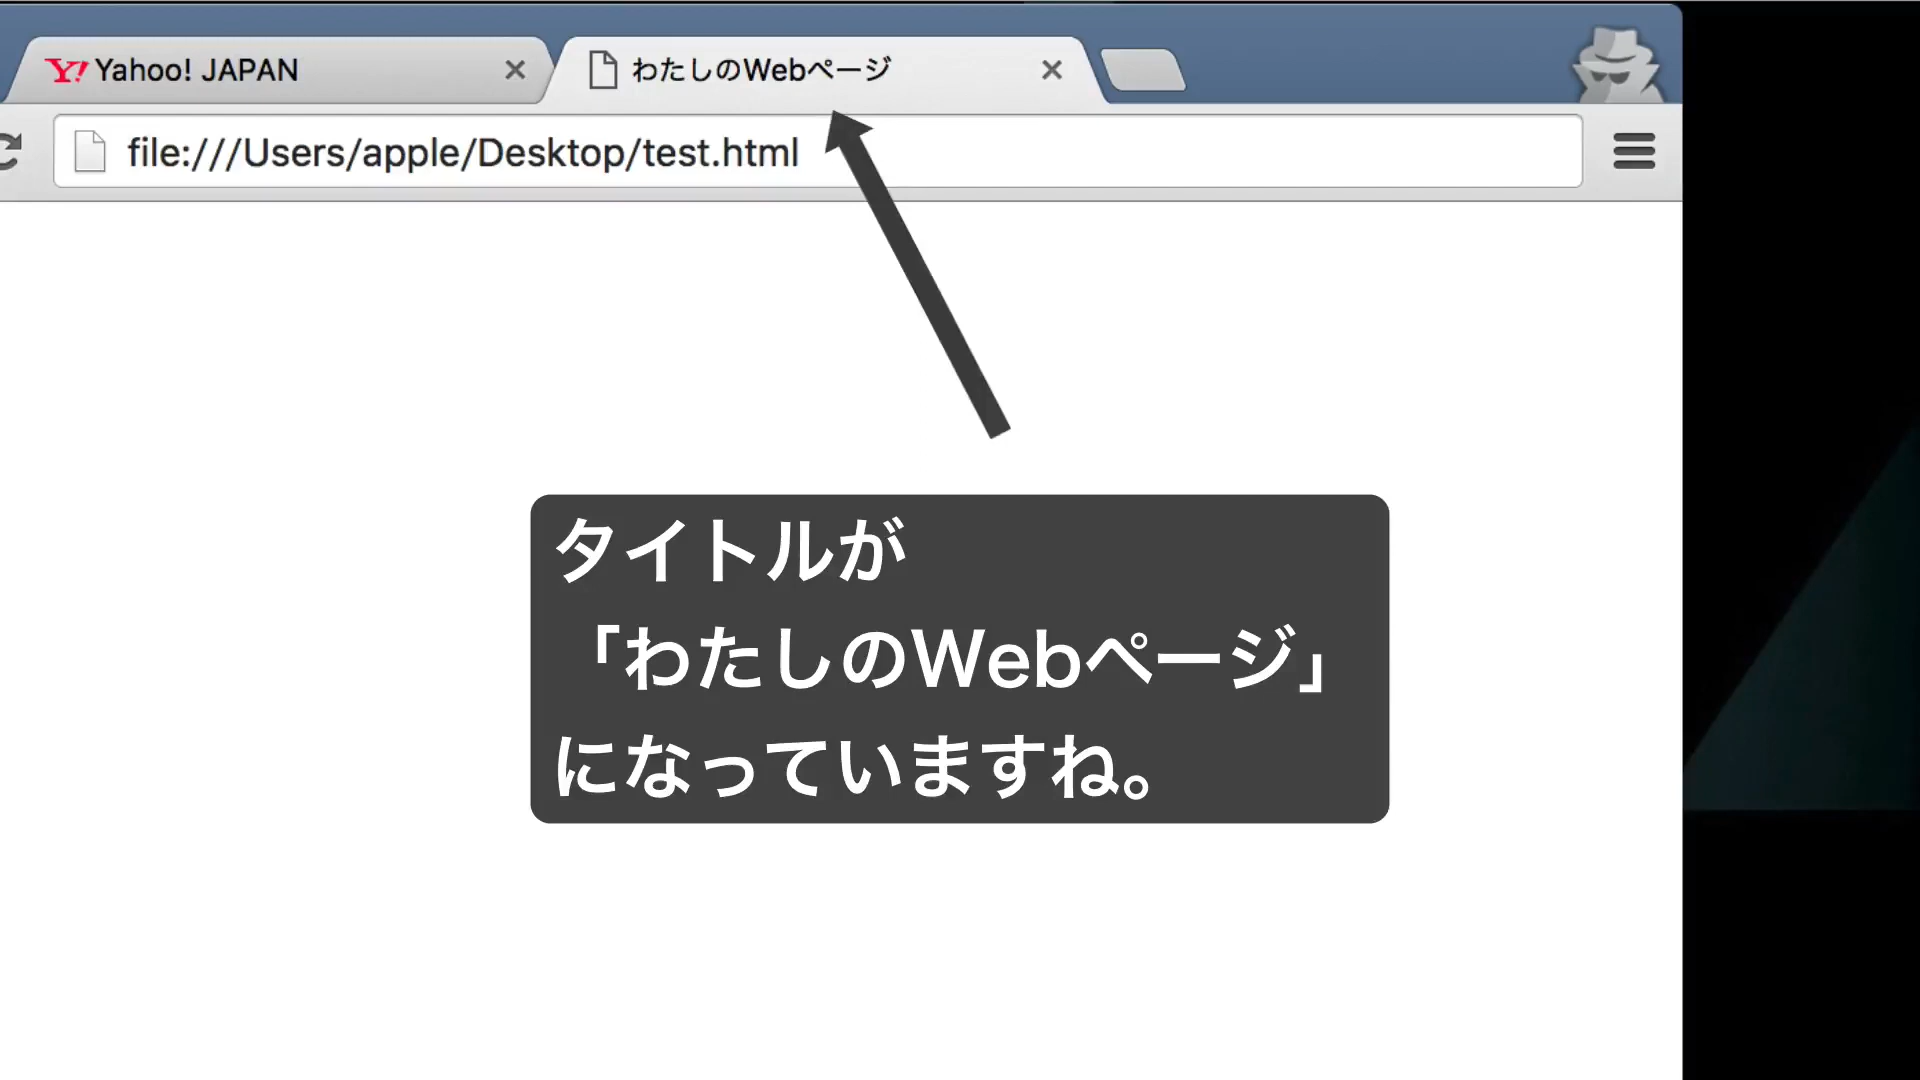 Yahoo! JAPAN
わたしのWebページ
file:///Users/apple/Desktop/test.html
タイトルが
「わたしのWebページ」
になっていますね。